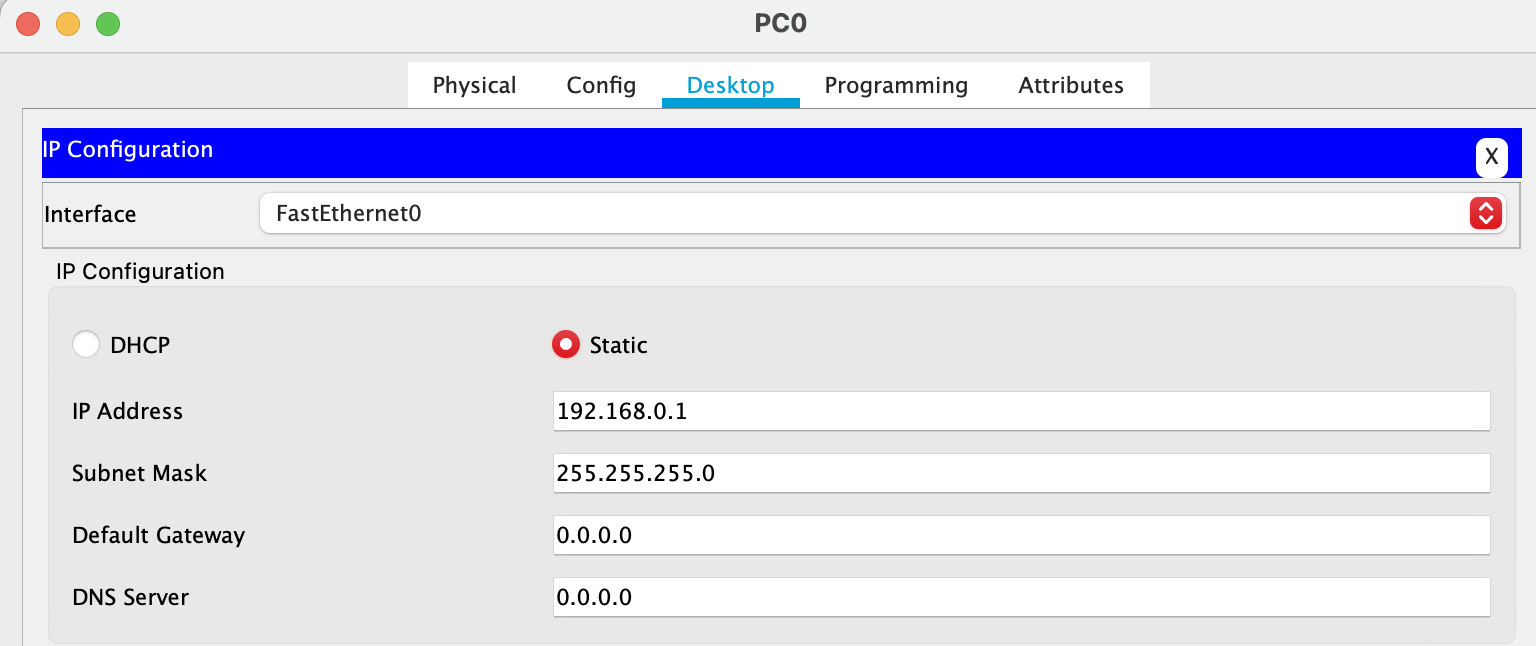 PC0
Physical Config Desktop Programming Attributes
IP Configuration X
Interface FastEthernet0
IP Configuration
DHCP Static
IP Address 192.168.0.1
Subnet Mask 255.255.255.0
Default Gateway 0.0.0.0
DNS Server 0.0.0.0